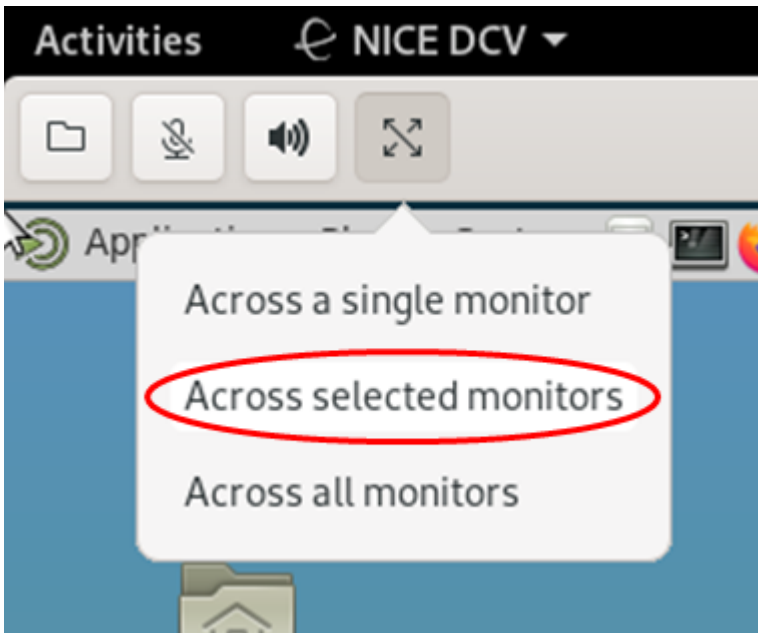 Activities NICE DCV
Across a single monitor
Across selected monitors
Across all monitors